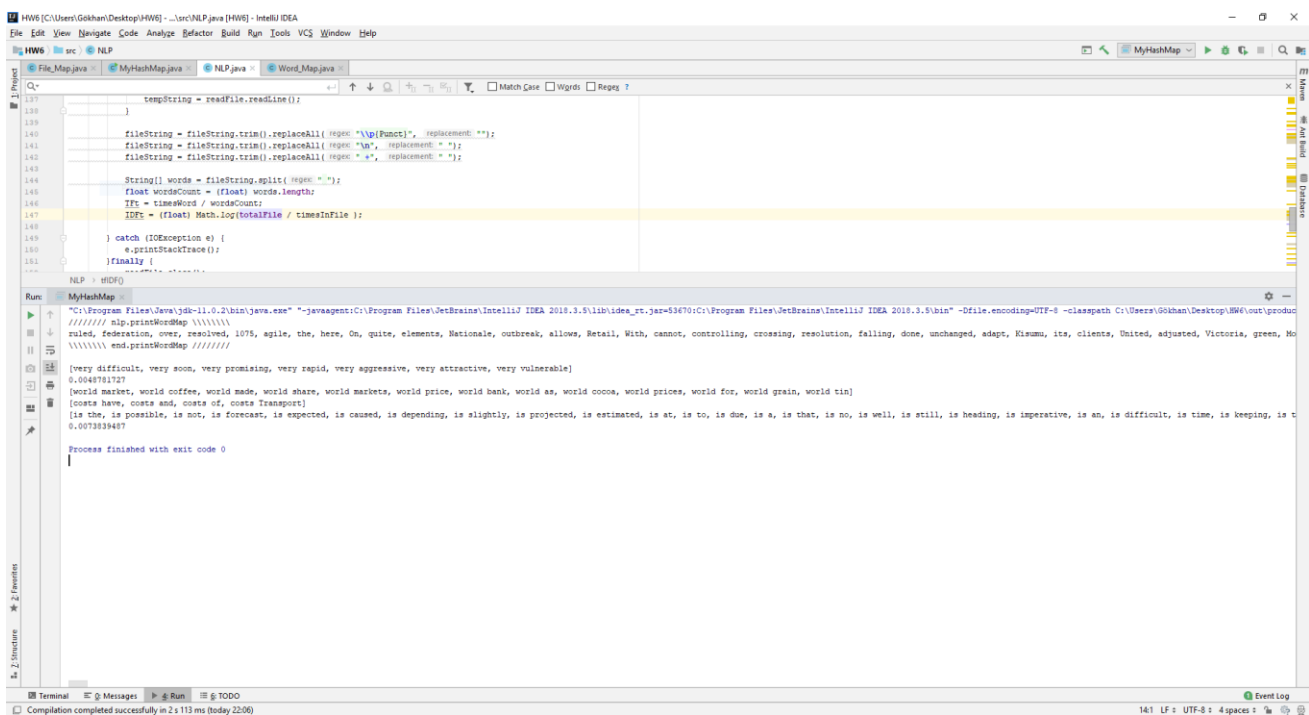 HW6 [C:\Users\Gökhan\Desktop\HW6] - ...\src\NLP.java [HW6] - IntelliJ IDEA
File Edit View Navigate Code Analyze Refactor Build Run Tools VCS Window Help
HW6 src NLP MyHashMap
File_Map.java MyHashMap.java NLP.java Word_Map.java
Match Case Words Regex ?
137 tempString = readFile.readLine();
138 }
139
140 fileString = fileString.trim().replaceAll( regex: "\\p{Punct}", replacement: "");
141 fileString = fileString.trim().replaceAll( regex: "\n", replacement: " ");
142 fileString = fileString.trim().replaceAll( regex: " +", replacement: " ");
143
144 String[] words = fileString.split( regex: " ");
145 float wordsCount = (float) words.length;
146 TFt = timesWord / wordsCount;
147 IDFt = (float) Math.log(totalFile / timesInFile );
148
149 } catch (IOException e) {
150 e.printStackTrace();
151 }finally {
NLP tfIDF()
Run: MyHashMap
"C:\Program Files\Java\jdk-11.0.2\bin\java.exe" "-javaagent:C:\Program Files\JetBrains\IntelliJ IDEA 2018.3.5\lib\idea_rt.jar=53670:C:\Program Files\JetBrains\IntelliJ IDEA 2018.3.5\bin" -Dfile.encoding=UTF-8 -classpath C:\Users\Gökhan\Desktop\HW6\out\produc
//////// nlp.printWordMap \\\\\\\\
ruled, federation, over, resolved, 1075, agile, the, here, On, quite, elements, Nationale, outbreak, allows, Retail, With, cannot, controlling, crossing, resolution, falling, done, unchanged, adapt, Kisumu, its, clients, United, adjusted, Victoria, green, Mo
\\\\\\\\ end.printWordMap ////////
[very difficult, very soon, very promising, very rapid, very aggressive, very attractive, very vulnerable]
0.0048781727
[world market, world coffee, world made, world share, world markets, world price, world bank, world as, world cocoa, world prices, world for, world grain, world tin]
[costs have, costs and, costs of, costs Transport]
[is the, is possible, is not, is forecast, is expected, is caused, is depending, is slightly, is projected, is estimated, is at, is to, is due, is a, is that, is no, is well, is still, is heading, is imperative, is an, is difficult, is time, is keeping, is t
0.0073839487
Process finished with exit code 0
1: Project
Maven
Ant Build
Database
2: Favorites
7: Structure
Terminal 0: Messages 4: Run 6: TODO Event Log
Compilation completed successfully in 2 s 113 ms (today 22:06) 14:1 LF UTF-8 4 spaces